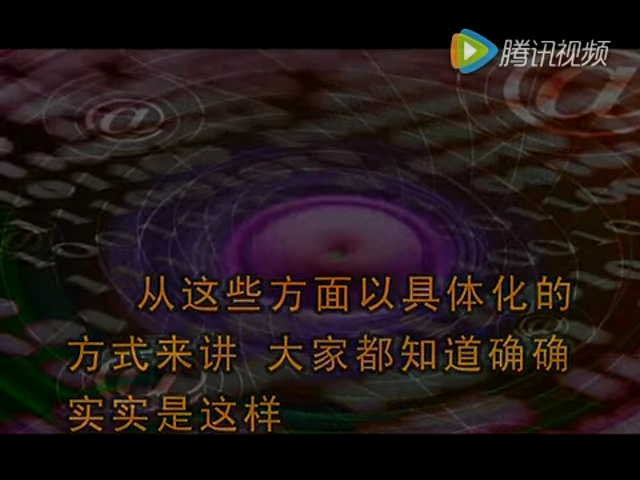 腾讯视频
@
@
从这些方面以具体化的
方式来讲 大家都知道确确
实实是这样